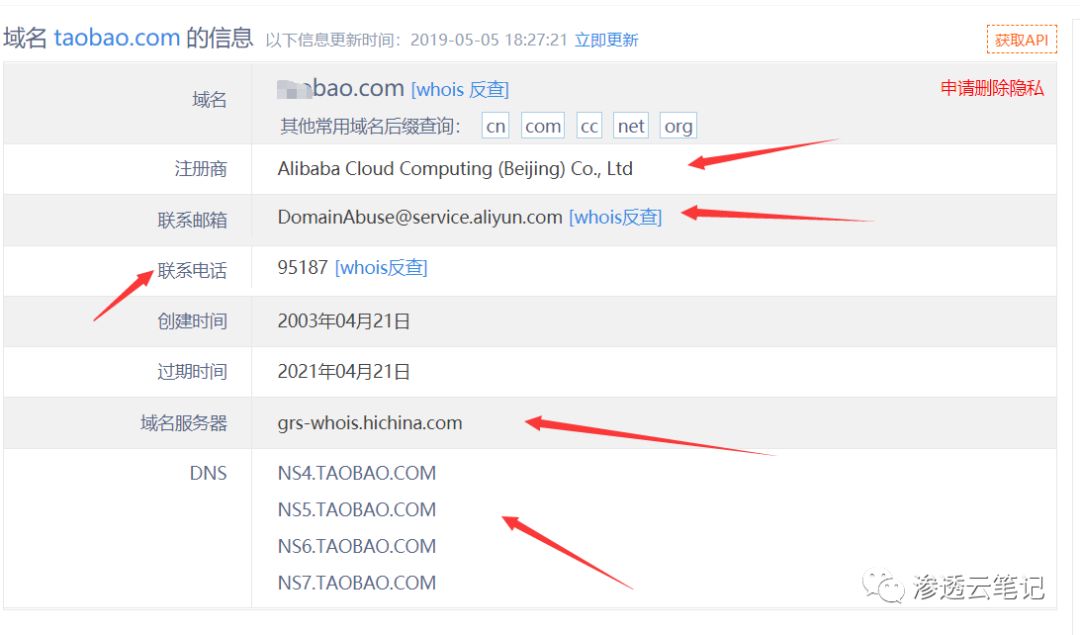 域名 taobao.com 的信息 以下信息更新时间：2019-05-05 18:27:21 立即更新 获取API
域名 obao.com [whois 反查] 申请删除隐私
其他常用域名后缀查询： cn com cc net org
注册商 Alibaba Cloud Computing (Beijing) Co., Ltd
联系邮箱 DomainAbuse@service.aliyun.com [whois反查]
联系电话 95187 [whois反查]
创建时间 2003年04月21日
过期时间 2021年04月21日
域名服务器 grs-whois.hichina.com
DNS NS4.TAOBAO.COM
NS5.TAOBAO.COM
NS6.TAOBAO.COM
NS7.TAOBAO.COM
渗透云笔记